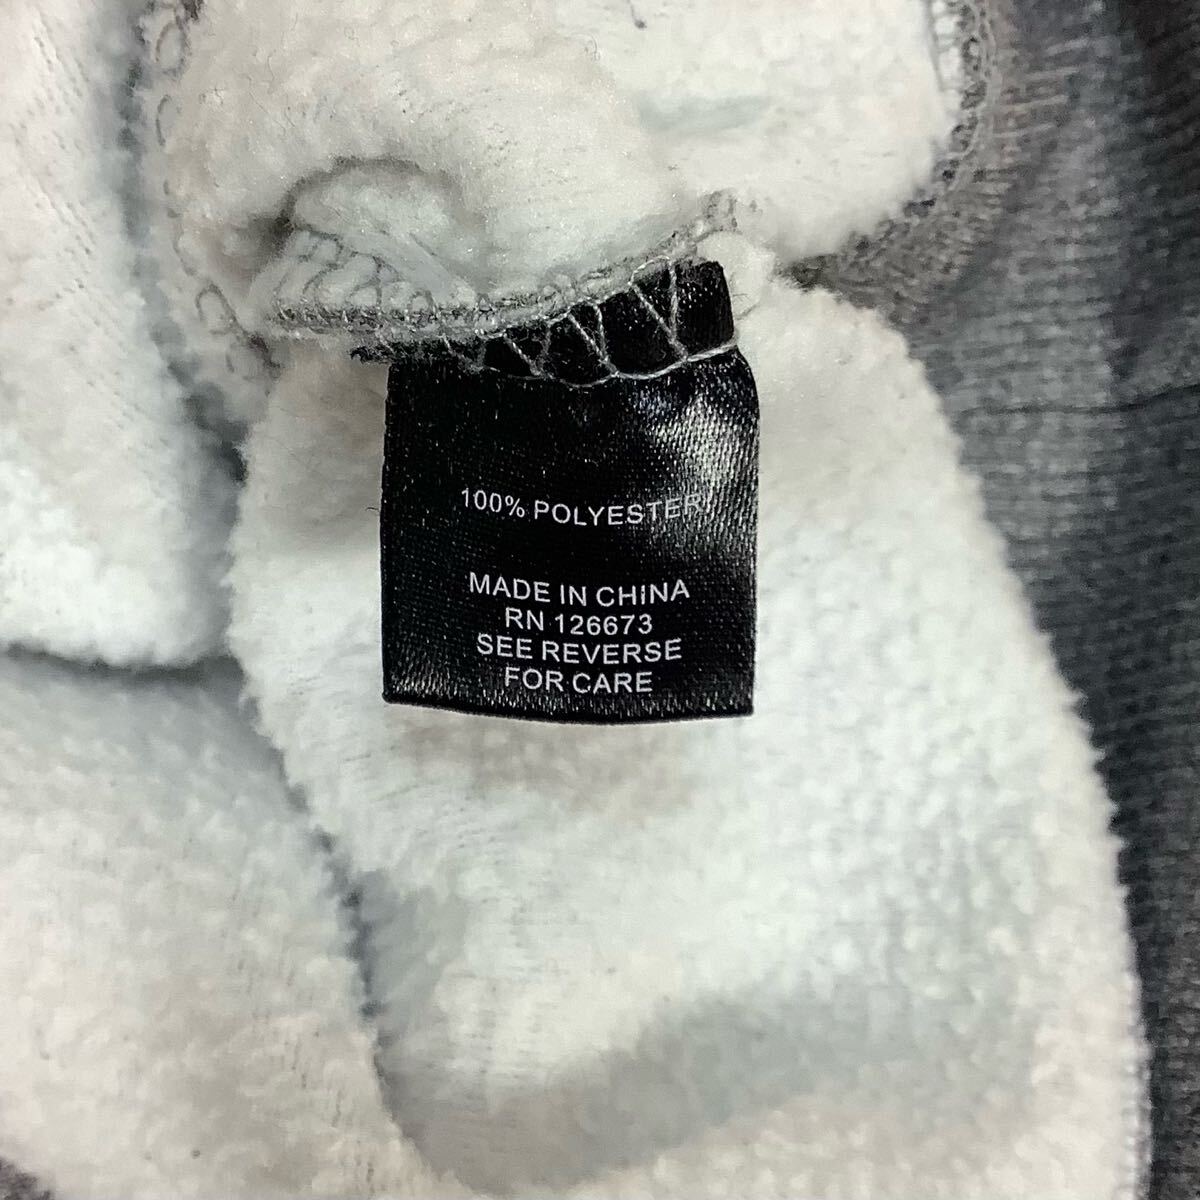 100% POLYESTER
MADE IN CHINA
RN 126673
SEE REVERSE
FOR CARE